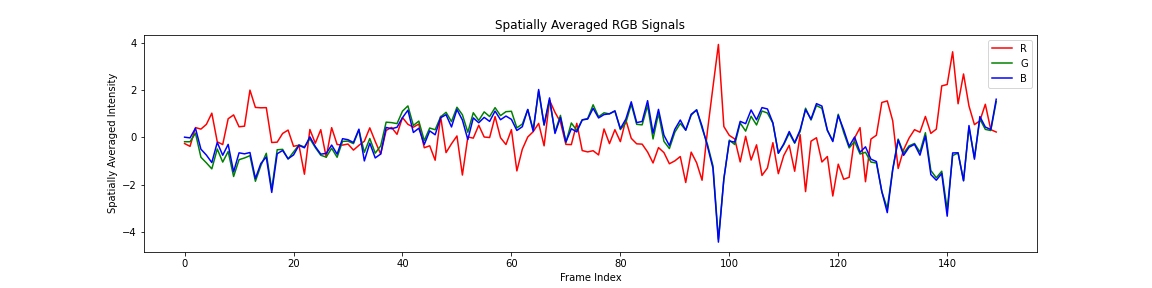 Spatially Averaged RGB Signals
Spatially Averaged Intensity
4
2
0
−2
−4
R
G
B
0
20
40
60
80
100
120
140
Frame Index